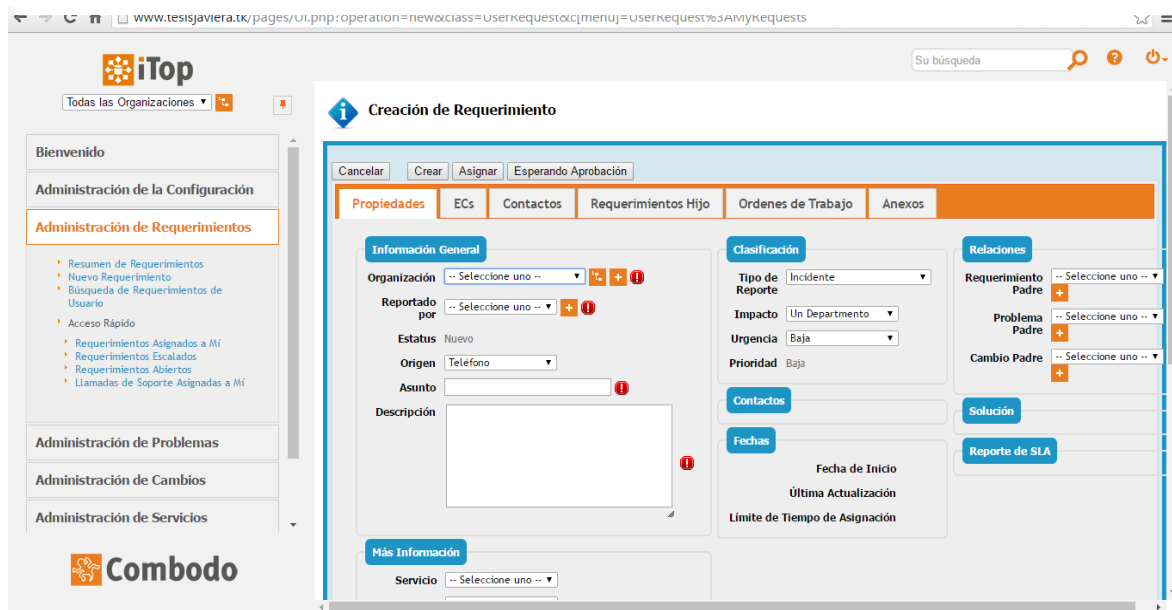 www.tesisjaviera.tk/pages/UI.php?operation=new&class=UserRequest&c[menu]=UserRequest%3AMyRequests
iTop
Todas las Organizaciones
Su búsqueda
Bienvenido
Administración de la Configuración
Administración de Requerimientos
Resumen de Requerimientos
Nuevo Requerimiento
Búsqueda de Requerimientos de
Usuario
Acceso Rápido
Requerimientos Asignados a Mí
Requerimientos Escalados
Requerimientos Abiertos
Llamadas de Soporte Asignadas a Mí
Administración de Problemas
Administración de Cambios
Administración de Servicios
Combodo
Creación de Requerimiento
Cancelar Crear Asignar Esperando Aprobación
Propiedades ECs Contactos Requerimientos Hijo Ordenes de Trabajo Anexos
Información General
Organización -- Seleccione uno --
Reportado
por -- Seleccione uno --
Estatus Nuevo
Origen Teléfono
Asunto
Descripción
Más Información
Servicio -- Seleccione uno --
Clasificación
Tipo de
Reporte Incidente
Impacto Un Departmento
Urgencia Baja
Prioridad Baja
Contactos
Fechas
Fecha de Inicio
Última Actualización
Límite de Tiempo de Asignación
Relaciones
Requerimiento
Padre -- Seleccione uno --
Problema
Padre -- Seleccione uno --
Cambio Padre -- Seleccione uno --
Solución
Reporte de SLA